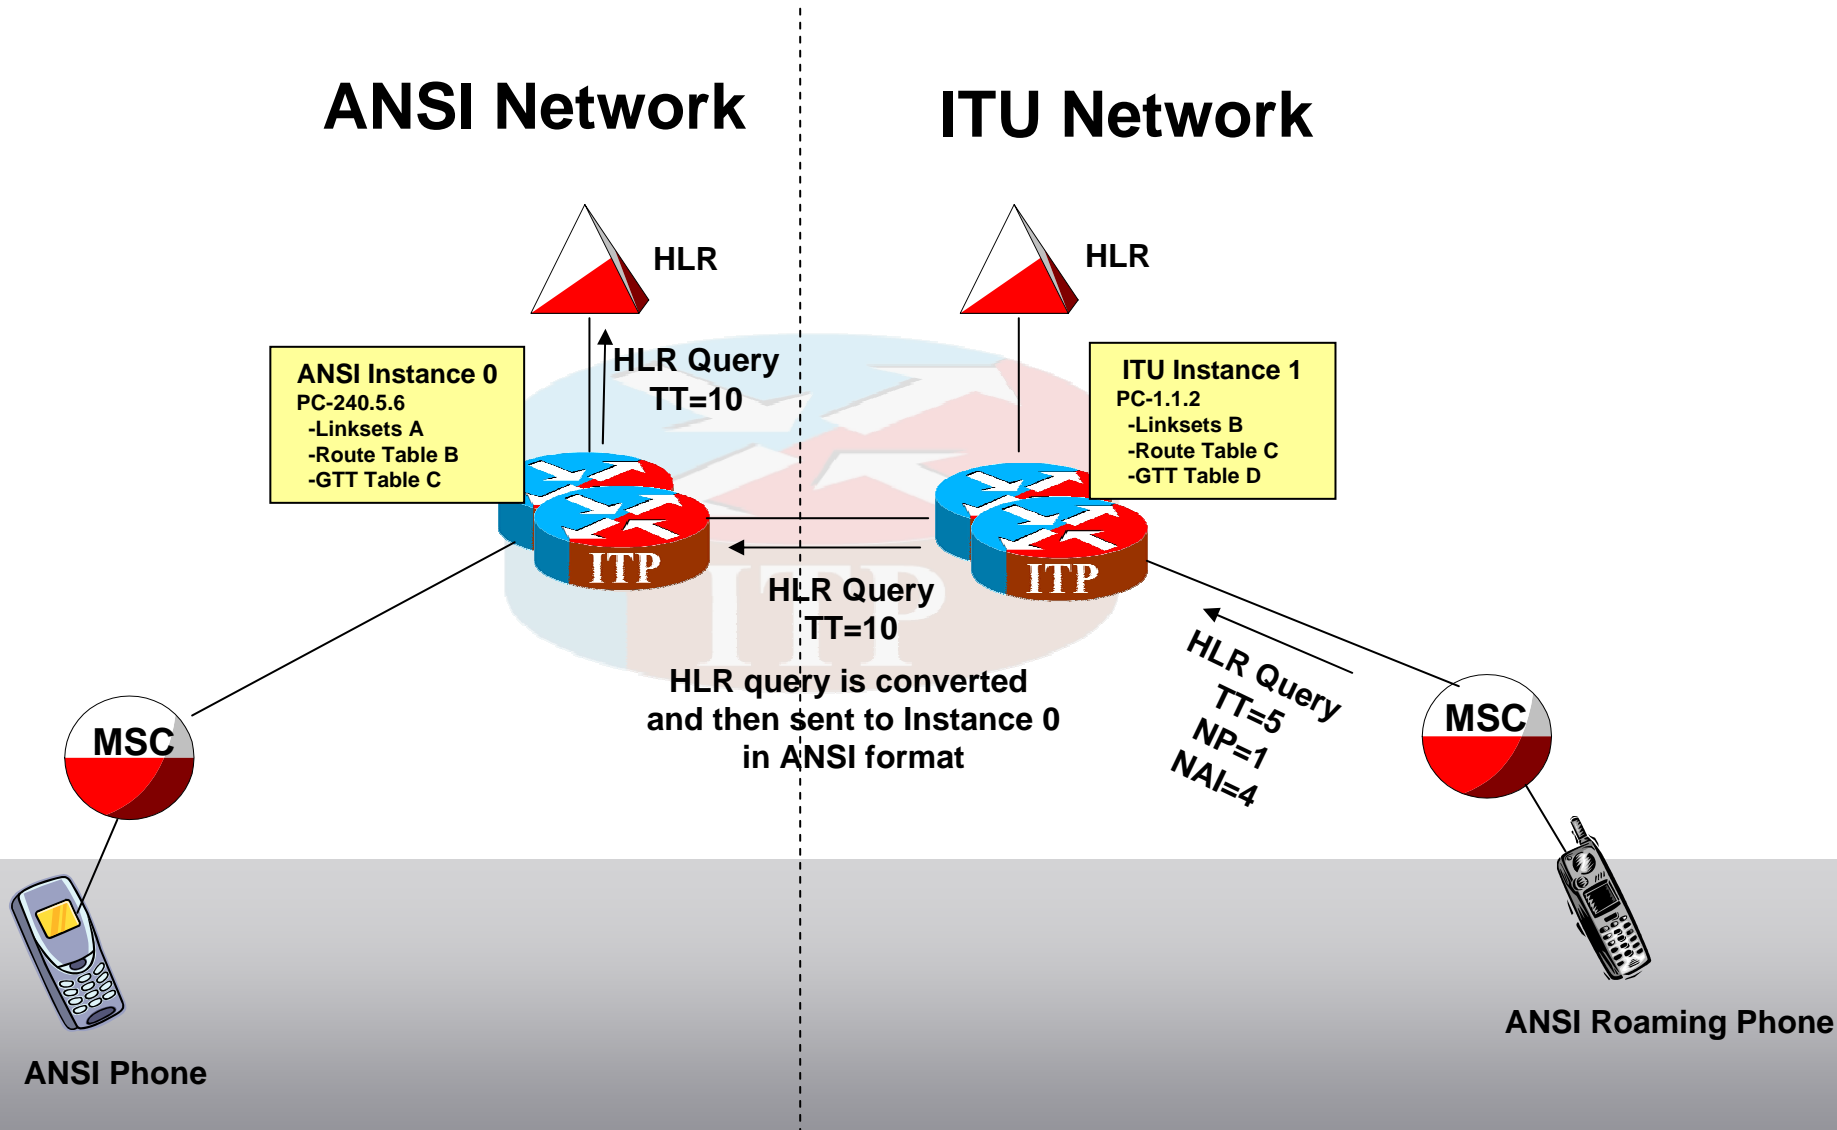 ANSI Network
ITU Network
HLR
HLR
ANSI Instance 0
PC-240.5.6
-Linksets A
-Route Table B
-GTT Table C
HLR Query
TT=10
ITU Instance 1
PC-1.1.2
-Linksets B
-Route Table C
-GTT Table D
ITP
ITP
ITP
HLR Query
TT=10
HLR query is converted
and then sent to Instance 0
in ANSI format
HLR Query
TT=5
NP=1
NAI=4
MSC
MSC
ANSI Roaming Phone
ANSI Phone